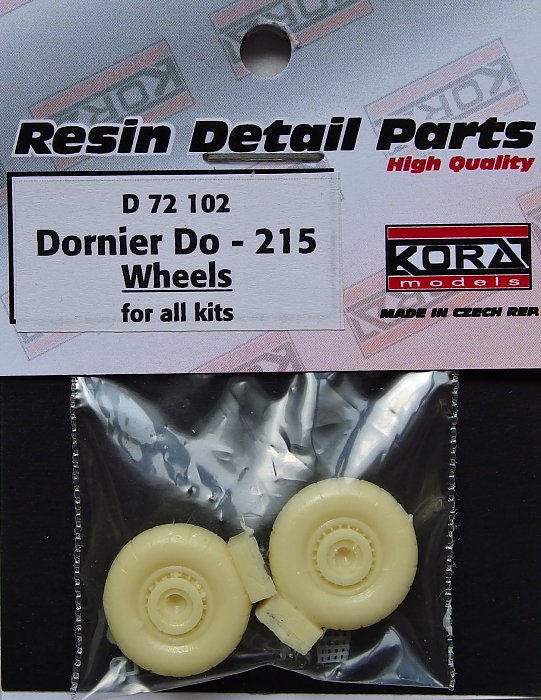 Resin Detail Parts
High Quality
D 72 102
Dornier Do - 215
Wheels
for all kits
KORA
models
MADE IN CZECH REP